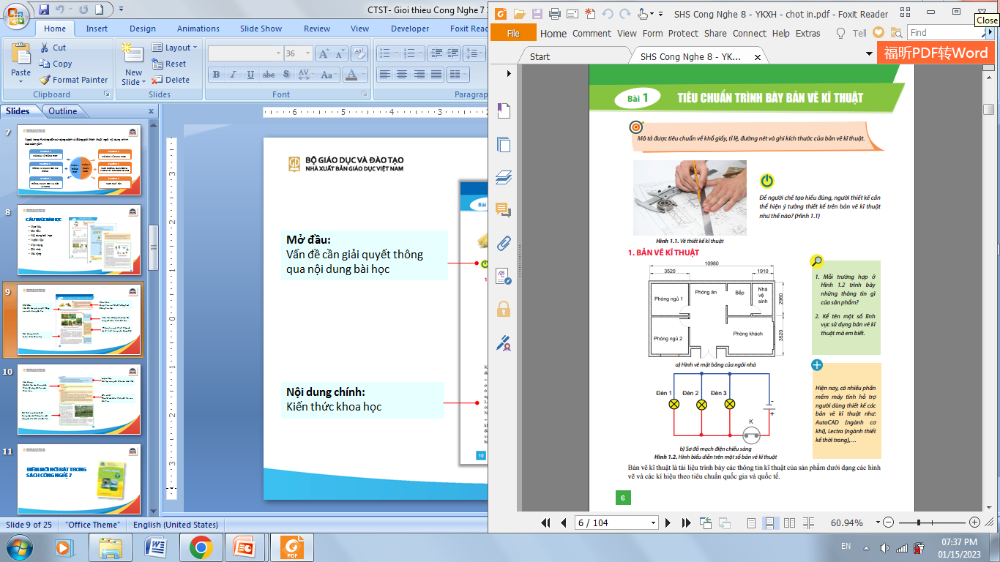 CTST- Gioi thieu Cong Nghe 7
Home Insert Design Animations Slide Show Review View Developer Foxit Rea
Paste
Cut
Copy
Format Painter
Clipboard
New Slide
Layout
Reset
Delete
Slides
36
B I U abc S AV Aa
Font
Paragrap
Slides Outline
7
8
CẤU TRÚC BÀI HỌC
9
10
11
ĐIỂM MỚI NỔI BẬT TRONG
SÁCH CÔNG NGHỆ 7
BỘ GIÁO DỤC VÀ ĐÀO TẠO
NHÀ XUẤT BẢN GIÁO DỤC VIỆT NAM
Mở đầu:
Vấn đề cần giải quyết thông
qua nội dung bài học
Nội dung chính:
Kiến thức khoa học
Bài
10
Slide 9 of 25 "Office Theme" English (United States)
SHS Cong Nghe 8 - YKXH - chot in.pdf - Foxit Reader
Close
File Home Comment View Form Protect Share Connect Help Extras Tell Find
Start SHS Cong Nghe 8 - YK...
福昕PDF转Word
Bài 1 TIÊU CHUẨN TRÌNH BÀY BẢN VẼ KĨ THUẬT
Mô tả được tiêu chuẩn về khổ giấy, tỉ lệ, đường nét và ghi kích thước của bản vẽ kĩ thuật.
Để người chế tạo hiểu đúng, người thiết kế cần
thể hiện ý tưởng thiết kế trên bản vẽ kĩ thuật
như thế nào? (Hình 1.1)
Hình 1.1. Vẽ thiết kế kĩ thuật
1. BẢN VẼ KĨ THUẬT
10980
3520 1910
Phòng ngủ 1
Phòng ăn
Bếp
Nhà
vệ
sinh
2960
Phòng ngủ 2
Phòng khách
3520
a) Hình vẽ mặt bằng của ngôi nhà
Đèn 1 Đèn 2 Đèn 3
-
+
K
b) Sơ đồ mạch điện chiếu sáng
Hình 1.2. Hình biểu diễn trên một số bản vẽ kĩ thuật
1. Mỗi trường hợp ở
Hình 1.2 trình bày
những thông tin gì
của sản phẩm?
2. Kể tên một số lĩnh
vực sử dụng bản vẽ kĩ
thuật mà em biết.
Hiện nay, có nhiều phần
mềm máy tính hỗ trợ
người dùng thiết kế các
bản vẽ kĩ thuật như:
AutoCAD (ngành cơ
khí), Lectra (ngành thiết
kế thời trang),…
Bản vẽ kĩ thuật là tài liệu trình bày các thông tin kĩ thuật của sản phẩm dưới dạng các hình
vẽ và các kí hiệu theo tiêu chuẩn quốc gia và quốc tế.
6
6 / 104
60.94%
EN
07:37 PM
01/15/2023